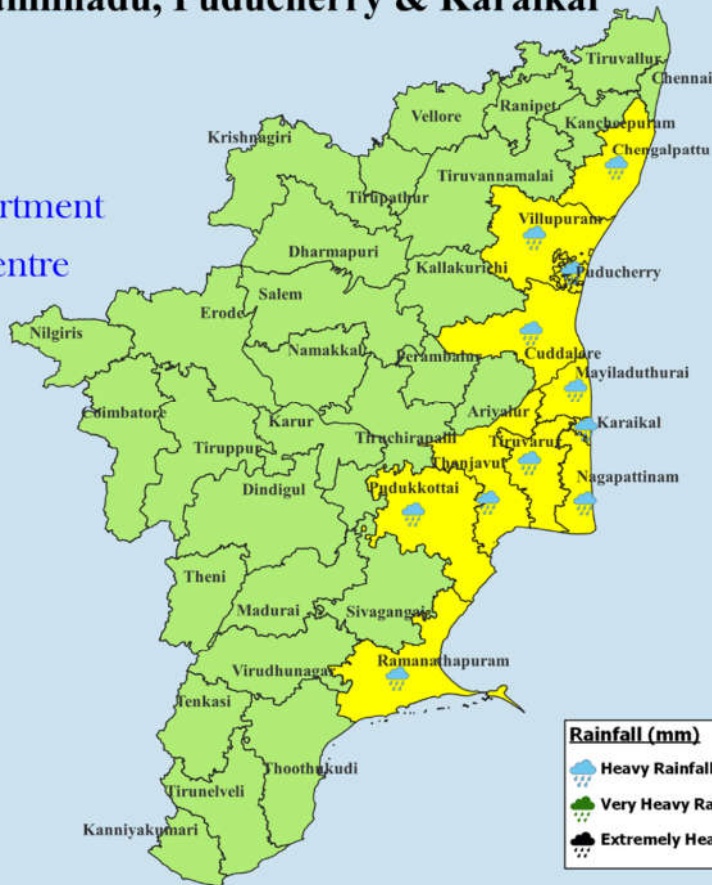 Puducherry & Karaikal
Tiruvallur
Chennai
Ranipet
Vellore
Kancheepuram
Krishnagiri
Chengalpattu
Tiruvannamalai
Tirupathur
Villupuram
Dharmapuri
Kallakurichi
Puducherry
Salem
Erode
Nilgiris
Namakkal
Perambalur
Cuddalore
Mayiladuthurai
Coimbatore
Ariyalur
Karur
Karaikal
Tiruchirapalli
Tiruvarur
Tiruppur
Thanjavur
Nagapattinam
Dindigul
Pudukkottai
Theni
Madurai
Sivagangai
Virudhunagar
Ramanathapuram
Tenkasi
Thoothukudi
Tirunelveli
Kanniyakumari
Rainfall (mm)
Heavy Rainfall
Very Heavy Ra
Extremely Hea